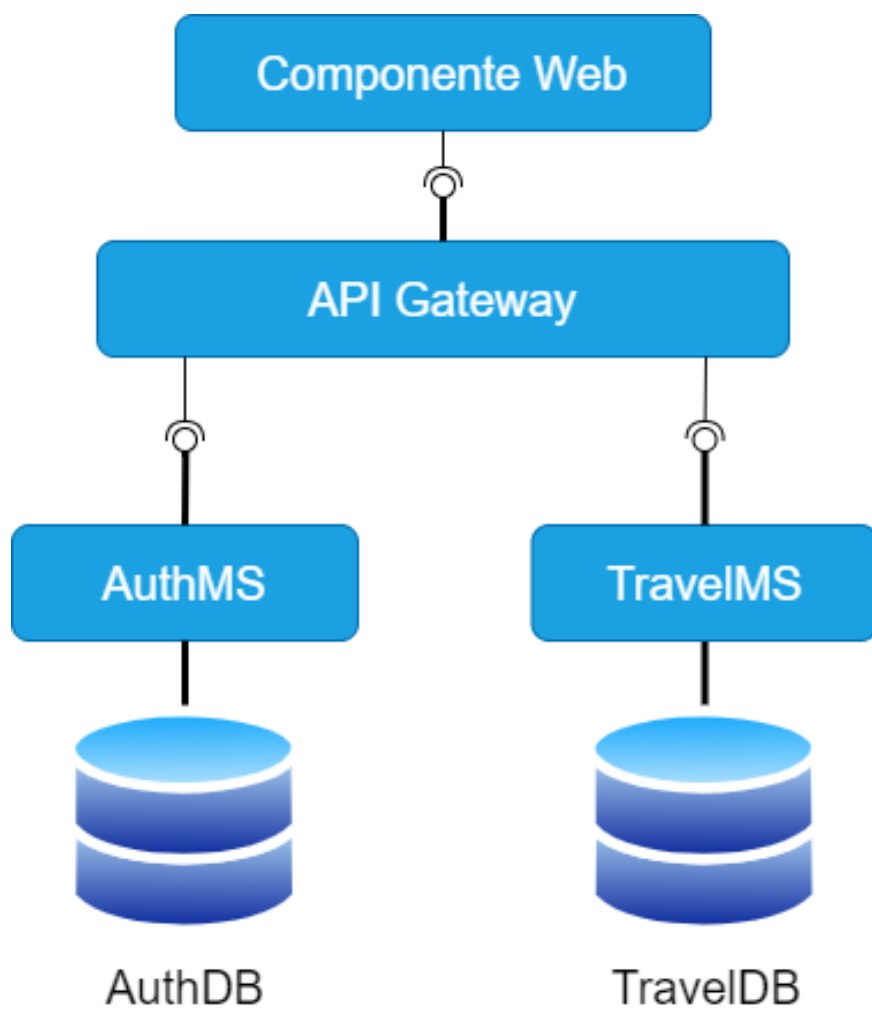 Componente Web
API Gateway
AuthMS
TravelMS
AuthDB
TravelDB